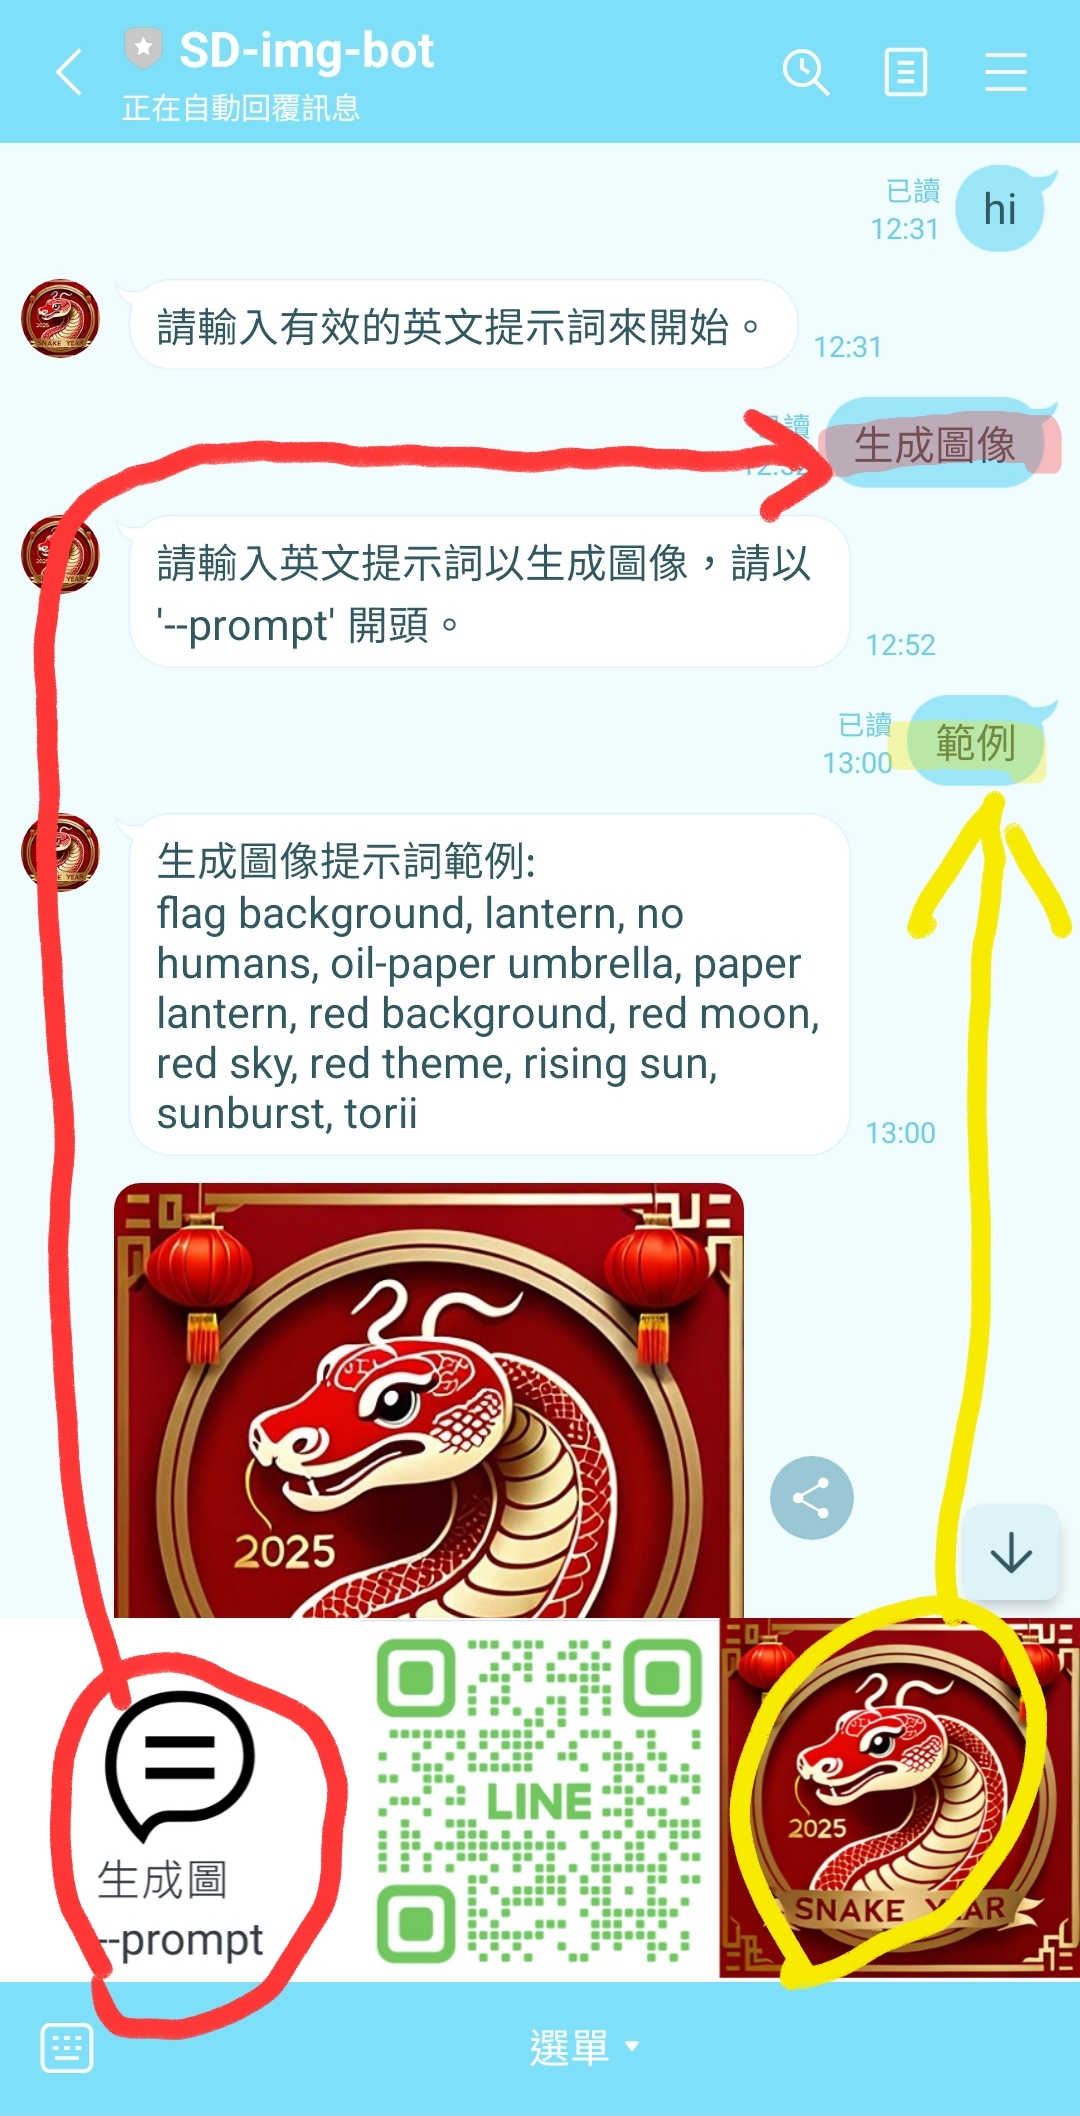 SD-img-bot
正在自動回覆訊息
已讀
12:31
hi
請輸入有效的英文提示詞來開始。
12:31
已讀
生成圖像
請輸入英文提示詞以生成圖像，請以
'--prompt' 開頭。
12:52
已讀
13:00
範例
生成圖像提示詞範例:
flag background, lantern, no
humans, oil-paper umbrella, paper
lantern, red background, red moon,
red sky, red theme, rising sun,
sunburst, torii
13:00
2025
LINE
2025
SNAKE YEAR
生成圖
--prompt
選單